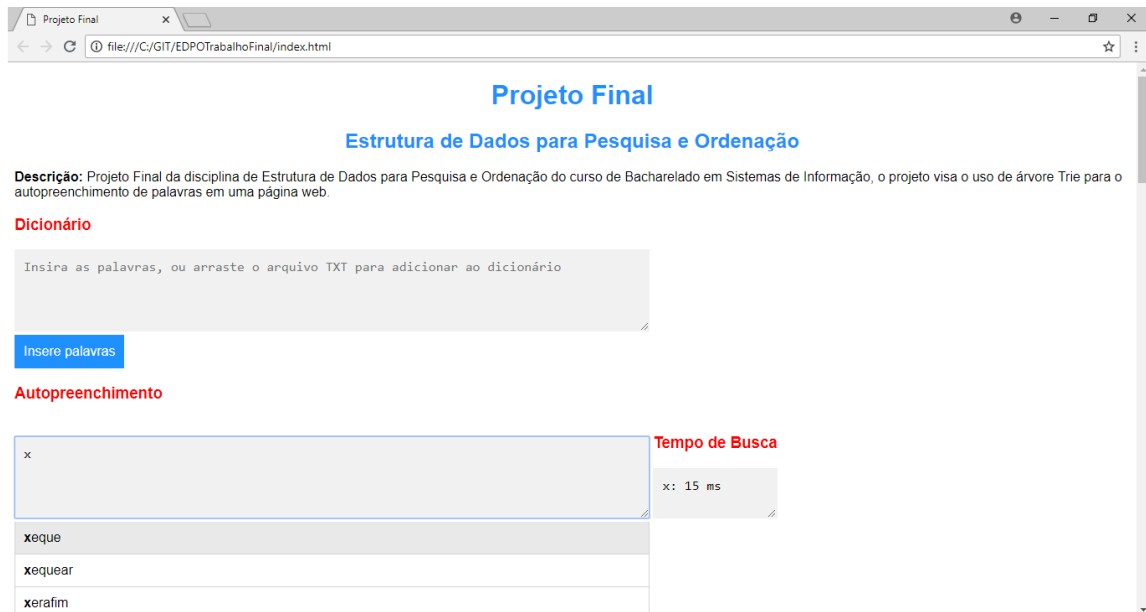 Projeto Final
file:///C:/GIT/EDPOTrabalhoFinal/index.html
Projeto Final
Estrutura de Dados para Pesquisa e Ordenação
Descrição: Projeto Final da disciplina de Estrutura de Dados para Pesquisa e Ordenação do curso de Bacharelado em Sistemas de Informação, o projeto visa o uso de árvore Trie para o
autopreenchimento de palavras em uma página web.
Dicionário
Insira as palavras, ou arraste o arquivo TXT para adicionar ao dicionário
Insere palavras
Autopreenchimento
Tempo de Busca
x
x: 15 ms
xeque
xequear
xerafim